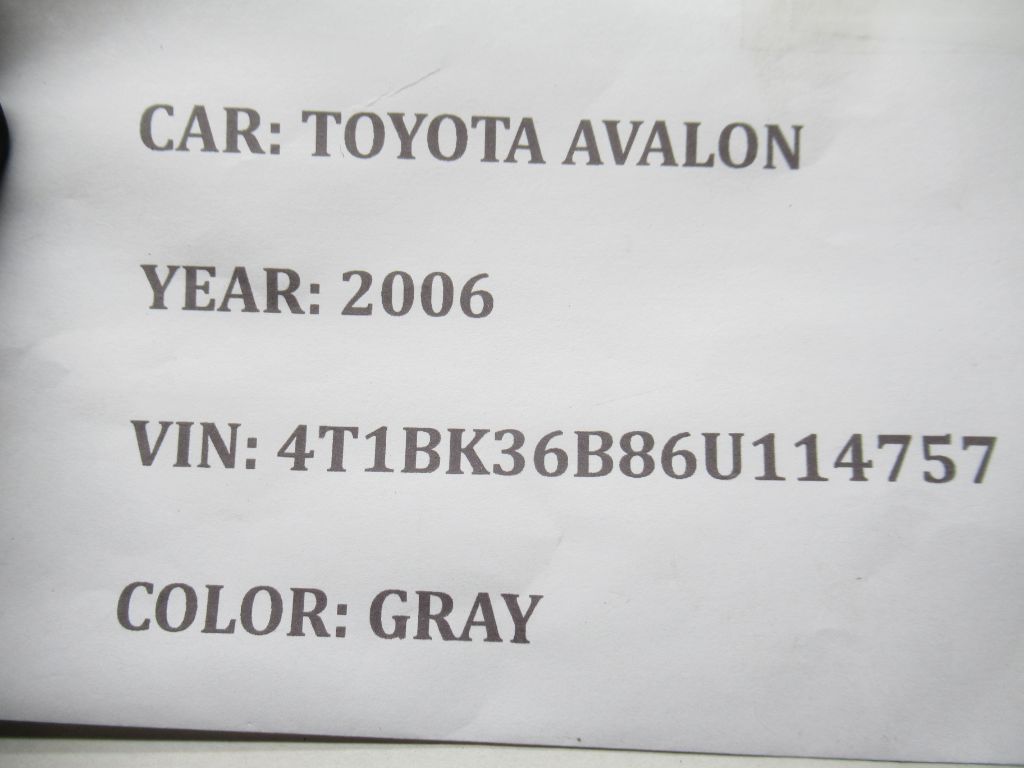 CAR: TOYOTA AVALON
YEAR: 2006
VIN: 4T1BK36B86U114757
COLOR: GRAY